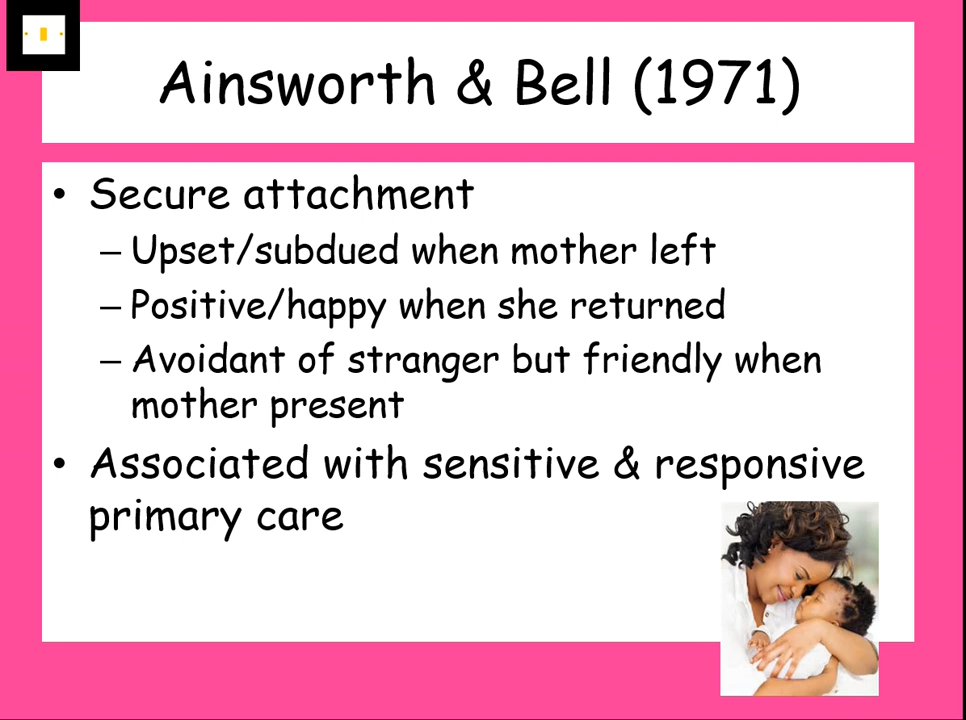 Ainsworth & Bell (1971)
• Secure attachment
– Upset/subdued when mother left
– Positive/happy when she returned
– Avoidant of stranger but friendly when
mother present
• Associated with sensitive & responsive
primary care